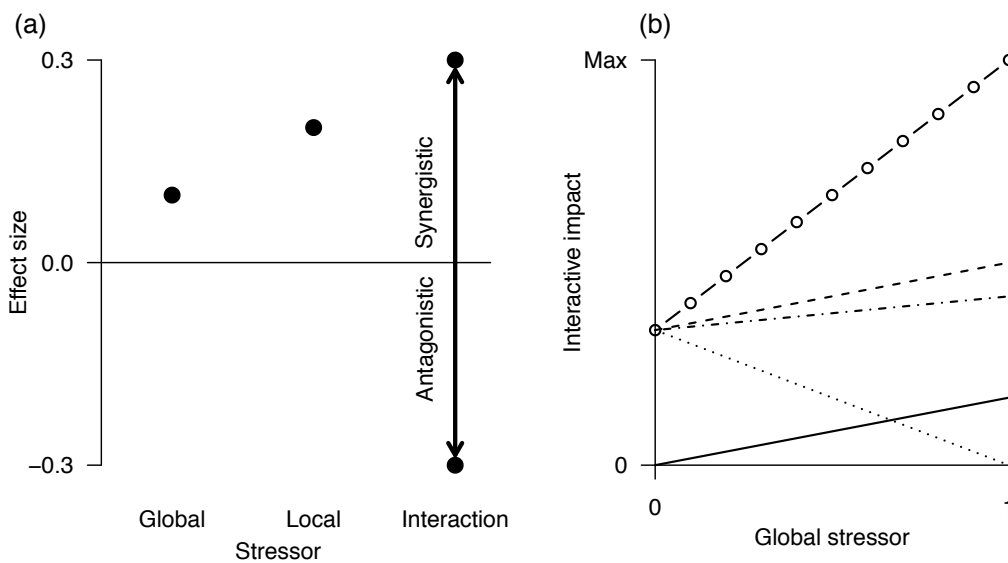 (a)
0.3
0.0
−0.3
Effect size
Synergistic
Antagonistic
Global
Local
Interaction
Stressor
(b)
Max
0
Interactive impact
0
Global stressor